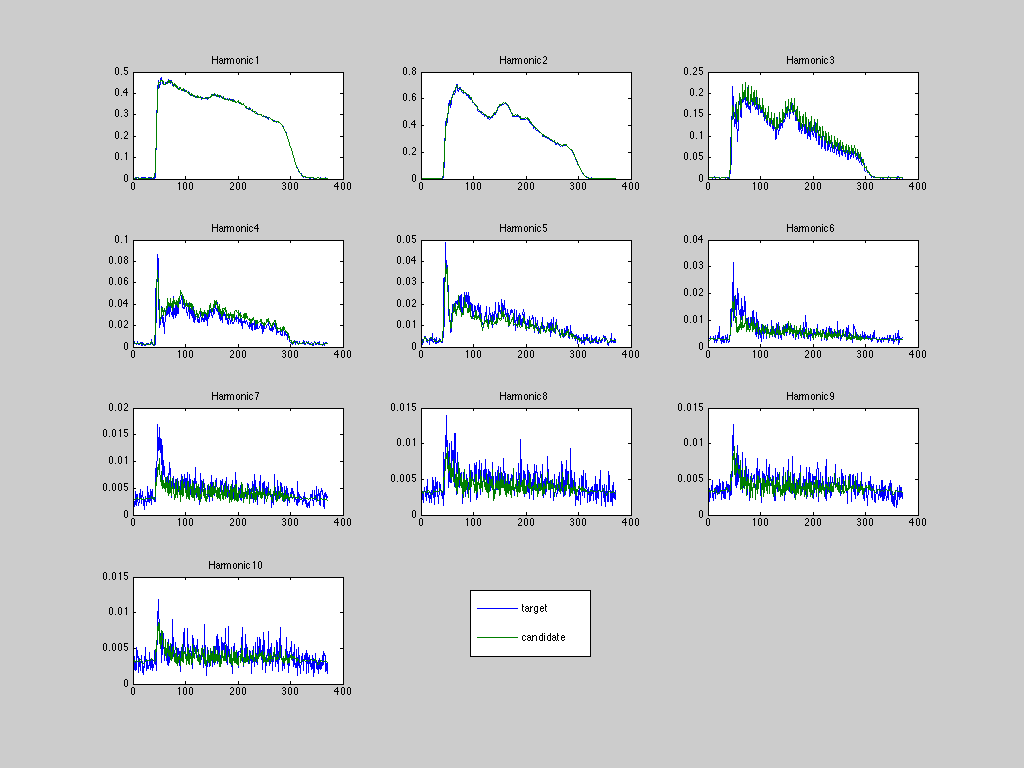 Harmonic1 Harmonic2 Harmonic3
0.5 0.8 0.25
0.4 0.6 0.2
0.3 0.4 0.15
0.2 0.2 0.1
0.1 0.05
0 0 0
0 100 200 300 400 0 100 200 300 400 0 100 200 300 400
Harmonic4 Harmonic5 Harmonic6
0.1 0.05 0.04
0.08 0.04 0.03
0.06 0.03 0.02
0.04 0.02 0.01
0.02 0.01
0 0 0
0 100 200 300 400 0 100 200 300 400 0 100 200 300 400
Harmonic7 Harmonic8 Harmonic9
0.02 0.015 0.015
0.015 0.01 0.01
0.01 0.005 0.005
0.005
0 0 0
0 100 200 300 400 0 100 200 300 400 0 100 200 300 400
Harmonic10
0.015
0.01
0.005
0
0 100 200 300 400
target
candidate